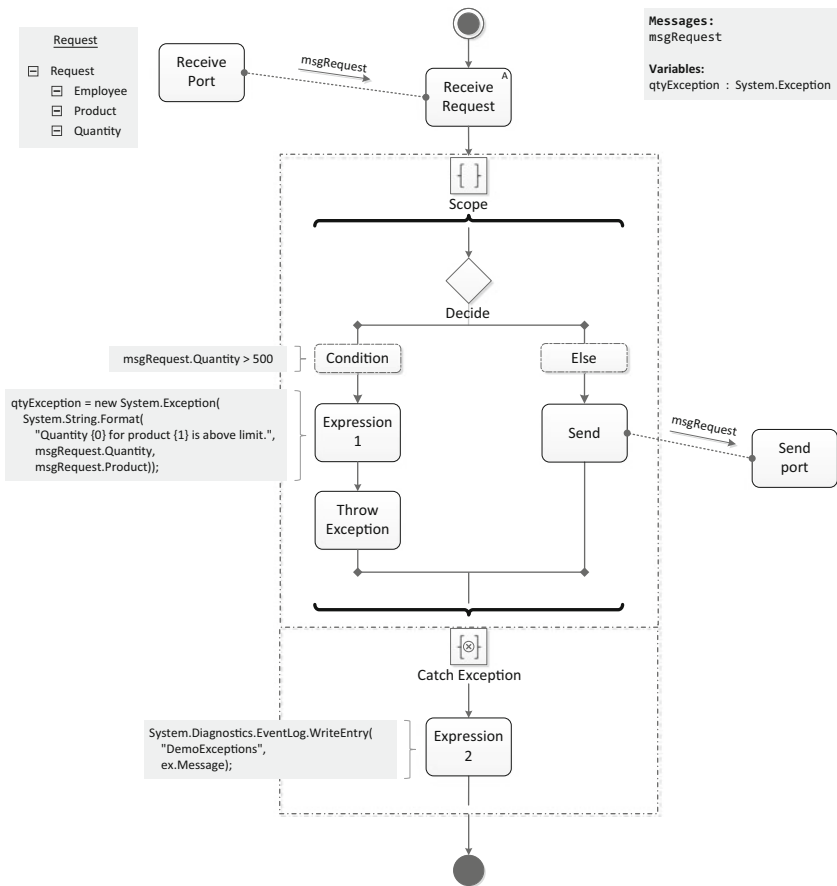 Request
Request
Employee
Product
Quantity
Receive
Port
msgRequest
Receive
Request
A
Messages:
msgRequest
Variables:
qtyException : System.Exception
{ }
Scope
Decide
msgRequest.Quantity > 500
Condition
Else
qtyException = new System.Exception(
System.String.Format(
"Quantity {0} for product {1} is above limit.",
msgRequest.Quantity,
msgRequest.Product));
Expression
1
Send
msgRequest
Send
port
Throw
Exception
Catch Exception
System.Diagnostics.EventLog.WriteEntry(
"DemoExceptions",
ex.Message);
Expression
2